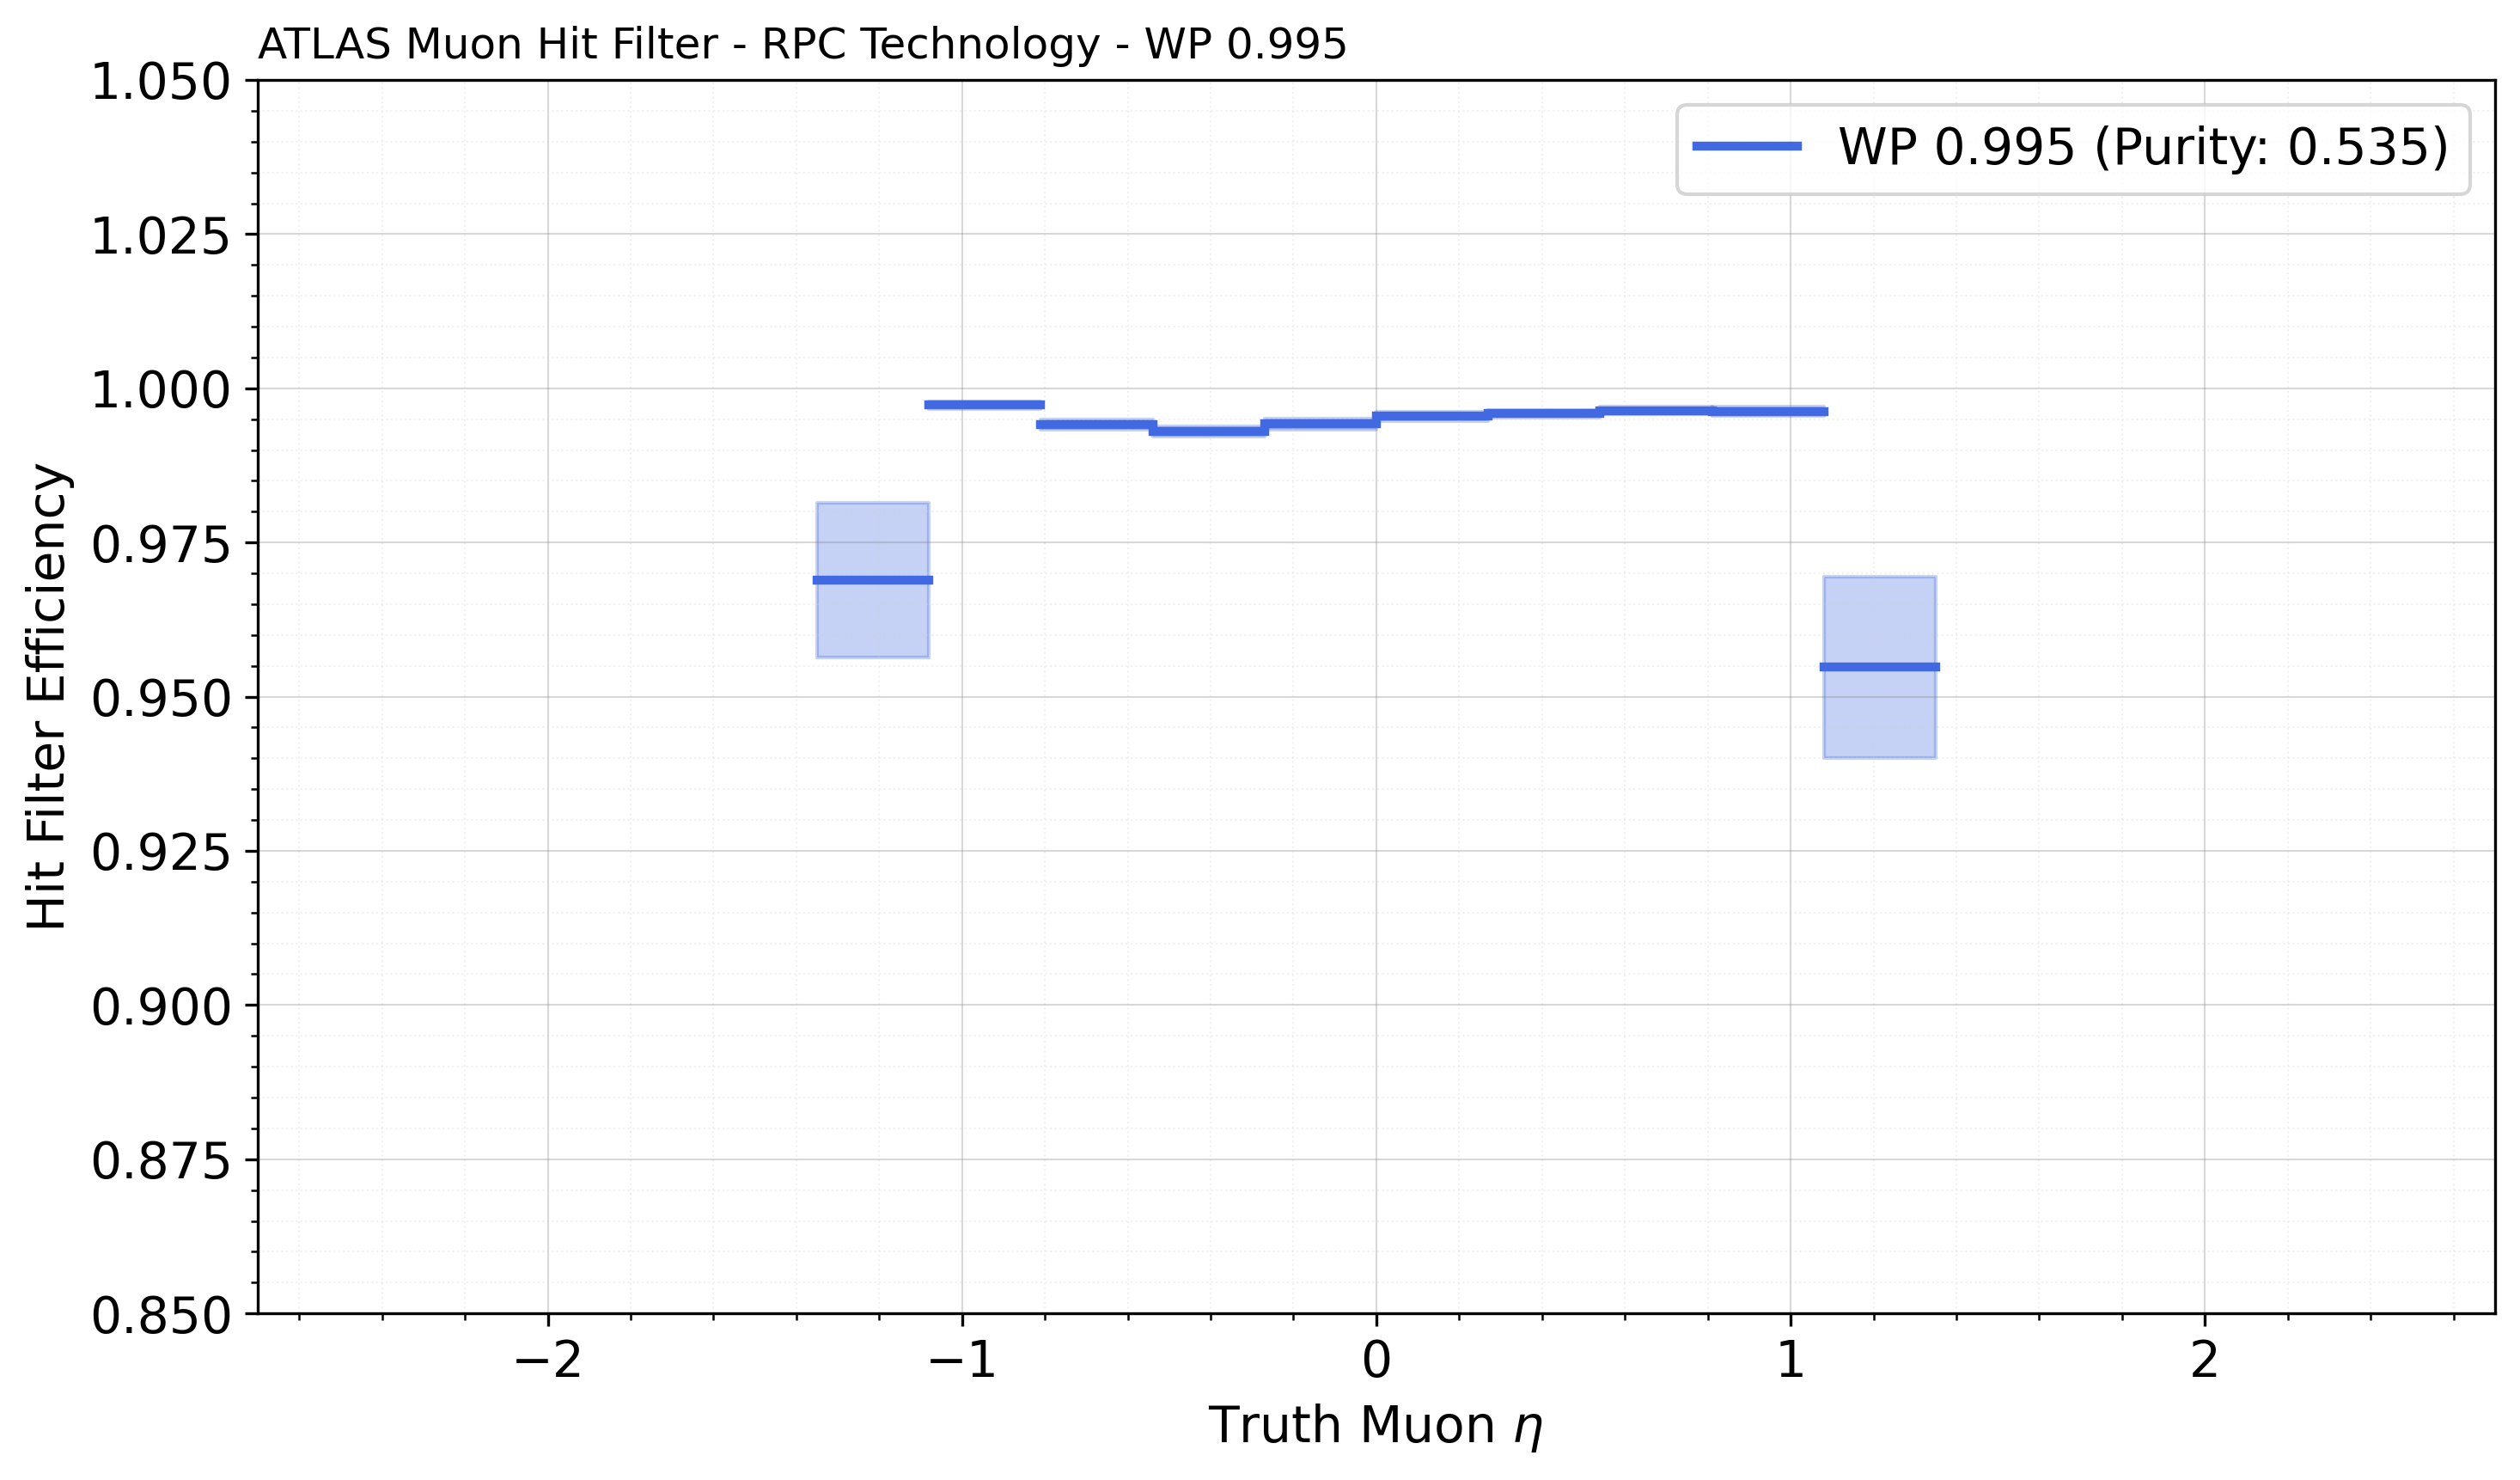 ATLAS Muon Hit Filter - RPC Technology - WP 0.995
1.050
1.025
1.000
0.975
0.950
0.925
0.900
0.875
0.850
Hit Filter Efficiency
WP 0.995 (Purity: 0.535)
−2 −1 0 1 2
Truth Muon η